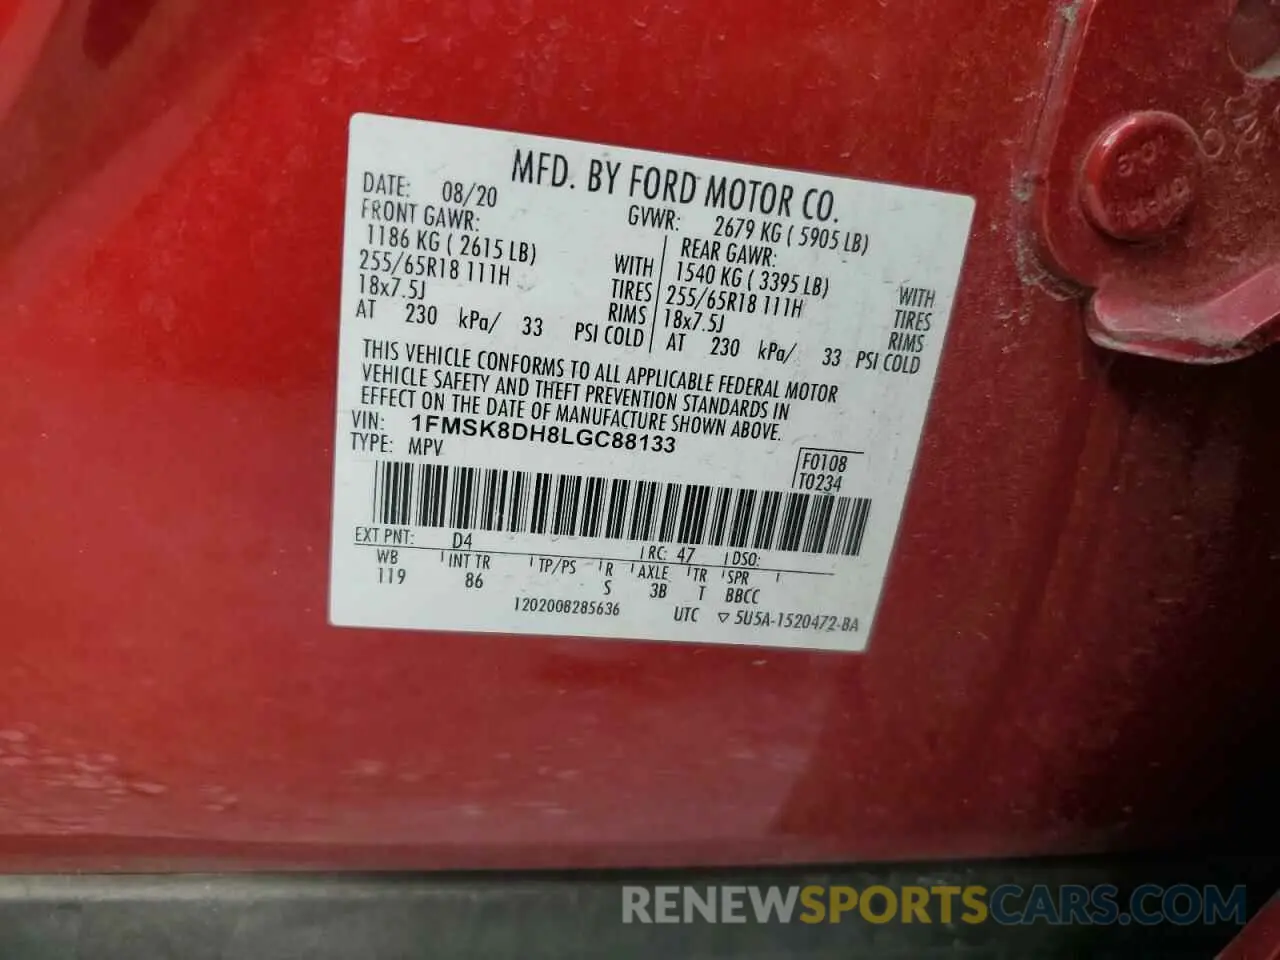 MFD. BY FORD MOTOR CO.
DATE: 08/20 GVWR: 2679 KG ( 5905 LB)
FRONT GAWR: REAR GAWR:
1186 KG ( 2615 LB) WITH 1540 KG ( 3395 LB) WITH
255/65R18 111H TIRES 255/65R18 111H TIRES
18x7.5J RIMS 18x7.5J RIMS
AT 230 kPa/ 33 PSI COLD AT 230 kPa/ 33 PSI COLD
THIS VEHICLE CONFORMS TO ALL APPLICABLE FEDERAL MOTOR
VEHICLE SAFETY AND THEFT PREVENTION STANDARDS IN
EFFECT ON THE DATE OF MANUFACTURE SHOWN ABOVE.
VIN: 1FMSK8DH8LGC88133
TYPE: MPV
F0108
T0234
EXT PNT: D4 RC: 47 DSO:
WB INT TR TP/PS R AXLE TR SPR
119 86 S 3B T BBCC
1202008285636 UTC ▽ 5U5A-1520472-BA
RENEWSPORTSCARS.COM